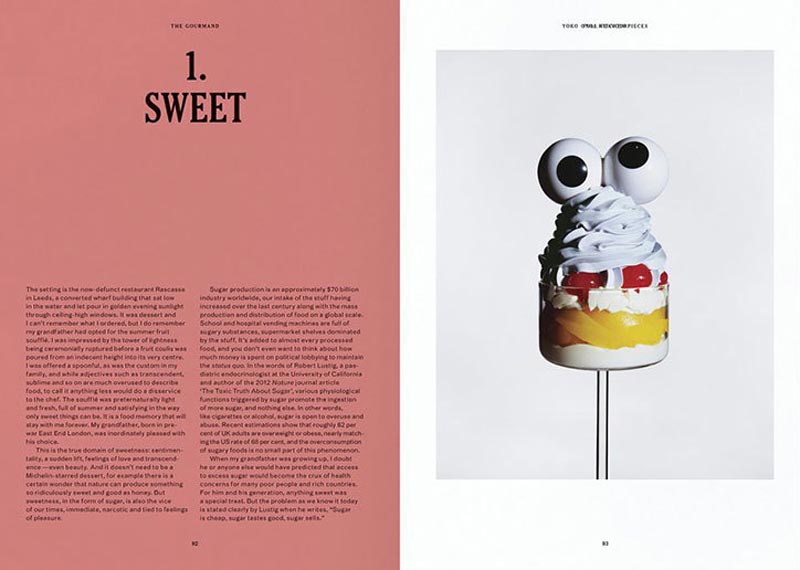 THE GOURMAND
1.
SWEET
The setting is the now-defunct restaurant Rascasse
in Leeds, a converted wharf building that sat low
in the water and let pour in golden evening sunlight
through ceiling-high windows. It was dessert and
I can't remember what I ordered, but I do remember
my grandfather had opted for the summer fruit
soufflé. I was impressed by the tower of lightness
being ceremonially ruptured before a fruit coulis was
poured from an indecent height into its very centre.
I was offered a spoonful, as was the custom in my
family, and while adjectives such as transcendent,
sublime and so on are much overused to describe
food, to call it anything less would do a disservice
to the chef. The soufflé was preternaturally light
and fresh, full of summer and satisfying in the way
only sweet things can be. It is a food memory that will
stay with me forever. My grandfather, born in pre-
war East End London, was inordinately pleased with
his choice.
This is the true domain of sweetness: sentimen-
tality, a sudden lift, feelings of love and transcend-
ence—even beauty. And it doesn't need to be a
Michelin-starred dessert, for example there is a
certain wonder that nature can produce something
so ridiculously sweet and good as honey. But
sweetness, in the form of sugar, is also the vice
of our times, immediate, narcotic and tied to feelings
of pleasure.
Sugar production is an approximately $70 billion
industry worldwide, our intake of the stuff having
increased over the last century along with the mass
production and distribution of food on a global scale.
School and hospital vending machines are full of
sugary substances, supermarket shelves dominated
by the stuff. It's added to almost every processed
food, and you don't even want to think about how
much money is spent on political lobbying to maintain
the status quo. In the words of Robert Lustig, a pae-
diatric endocrinologist at the University of California
and author of the 2012 Nature journal article
'The Toxic Truth About Sugar', various physiological
functions triggered by sugar promote the ingestion
of more sugar, and nothing else. In other words,
like cigarettes or alcohol, sugar is open to overuse and
abuse. Recent estimations show that roughly 62 per
cent of UK adults are overweight or obese, nearly match-
ing the US rate of 68 per cent, and the overconsumption
of sugary foods is no small part of this phenomenon.
When my grandfather was growing up, I doubt
he or anyone else would have predicted that access
to excess sugar would become the crux of health
concerns for many poor people and rich countries.
For him and his generation, anything sweet was
a special treat. But the problem as we know it today
is stated clearly by Lustig when he writes, "Sugar
is cheap, sugar tastes good, sugar sells."
92
YOKO
PIECES
93